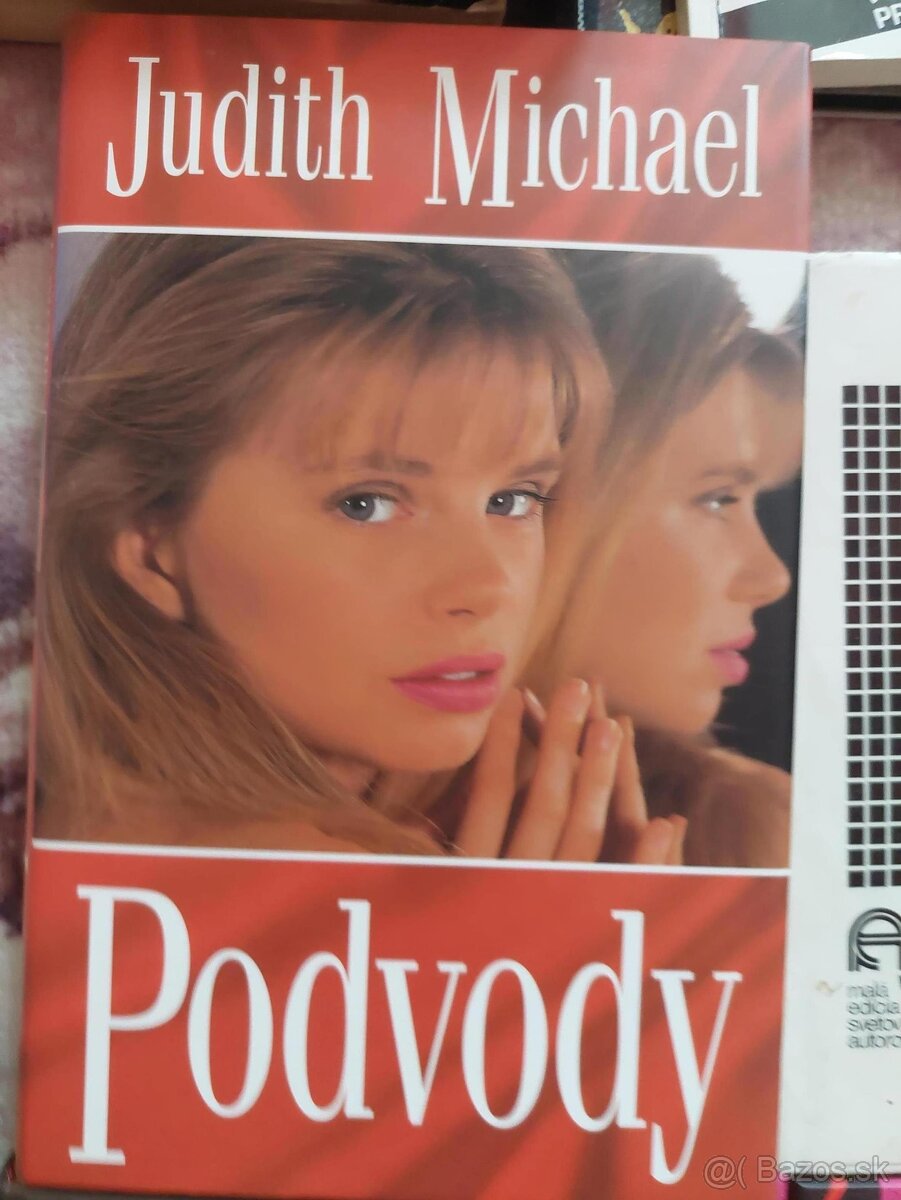 Judith Michael
Podvody
malá
edícia
svetov
autoro
@( Bazos.sk